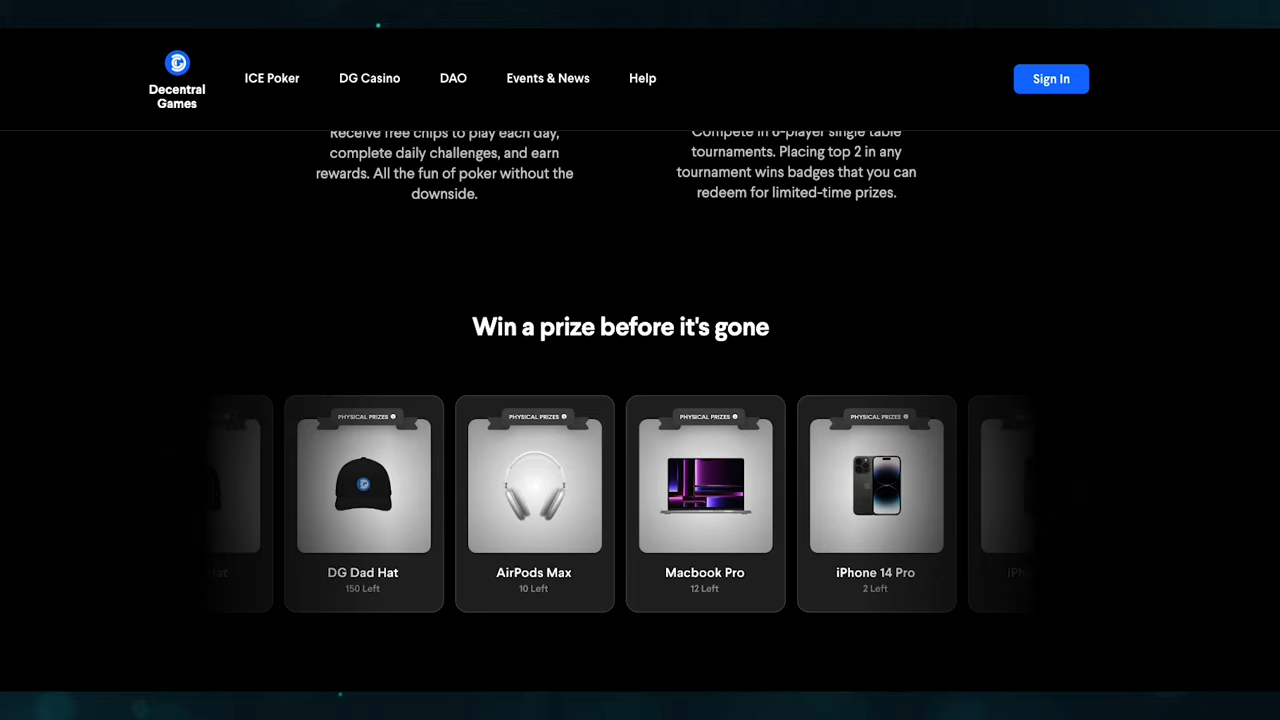 Decentral
Games
ICE Poker
DG Casino
DAO
Events & News
Help
Sign In
Receive free chips to play each day,
complete daily challenges, and earn
rewards. All the fun of poker without the
downside.
Compete in 6-player single table
tournaments. Placing top 2 in any
tournament wins badges that you can
redeem for limited-time prizes.
Win a prize before it's gone
PHYSICAL PRIZES
DG Dad Hat
150 Left
PHYSICAL PRIZES
AirPods Max
10 Left
PHYSICAL PRIZES
Macbook Pro
12 Left
PHYSICAL PRIZES
iPhone 14 Pro
2 Left